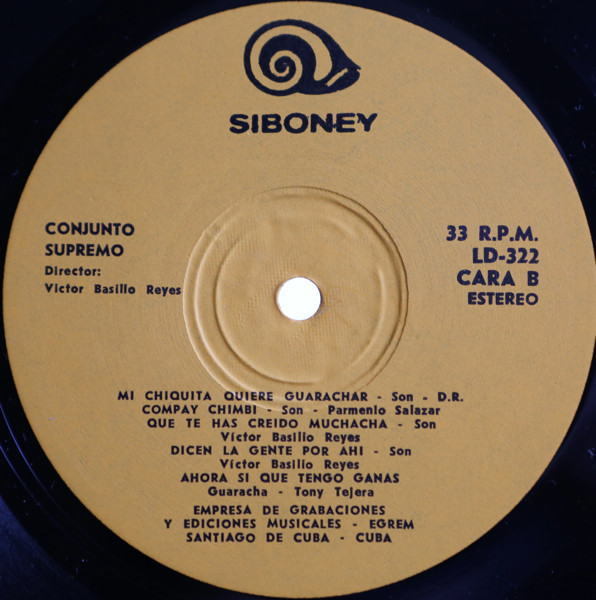 SIBONEY
CONJUNTO
SUPREMO
Director:
Víctor Basilio Reyes
33 R.P.M.
LD-322
CARA B
ESTEREO
MI CHIQUITA QUIERE GUARACHAR - Son - D.R.
COMPAY CHIMBI - Son - Parmenio Salazar
QUE TE HAS CREIDO MUCHACHA - Son
Víctor Basilio Reyes
DICEN LA GENTE POR AHI - Son
Víctor Basilio Reyes
AHORA SI QUE TENGO GANAS
Guaracha - Tony Tejera
EMPRESA DE GRABACIONES
Y EDICIONES MUSICALES - EGREM
SANTIAGO DE CUBA - CUBA